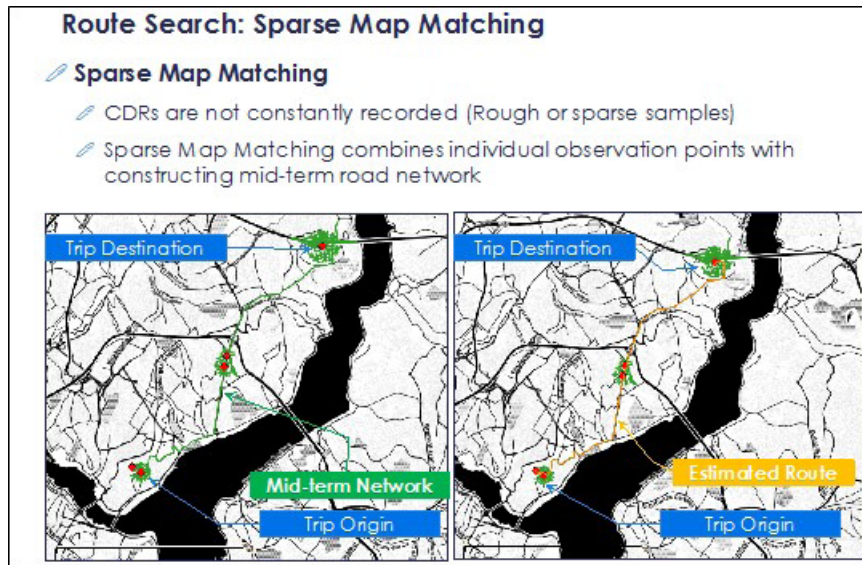 Route Search: Sparse Map Matching
Sparse Map Matching
CDRs are not constantly recorded (Rough or sparse samples)
Sparse Map Matching combines individual observation points with
constructing mid-term road network
Trip Destination
Mid-term Network
Trip Origin
Trip Destination
Estimated Route
Trip Origin